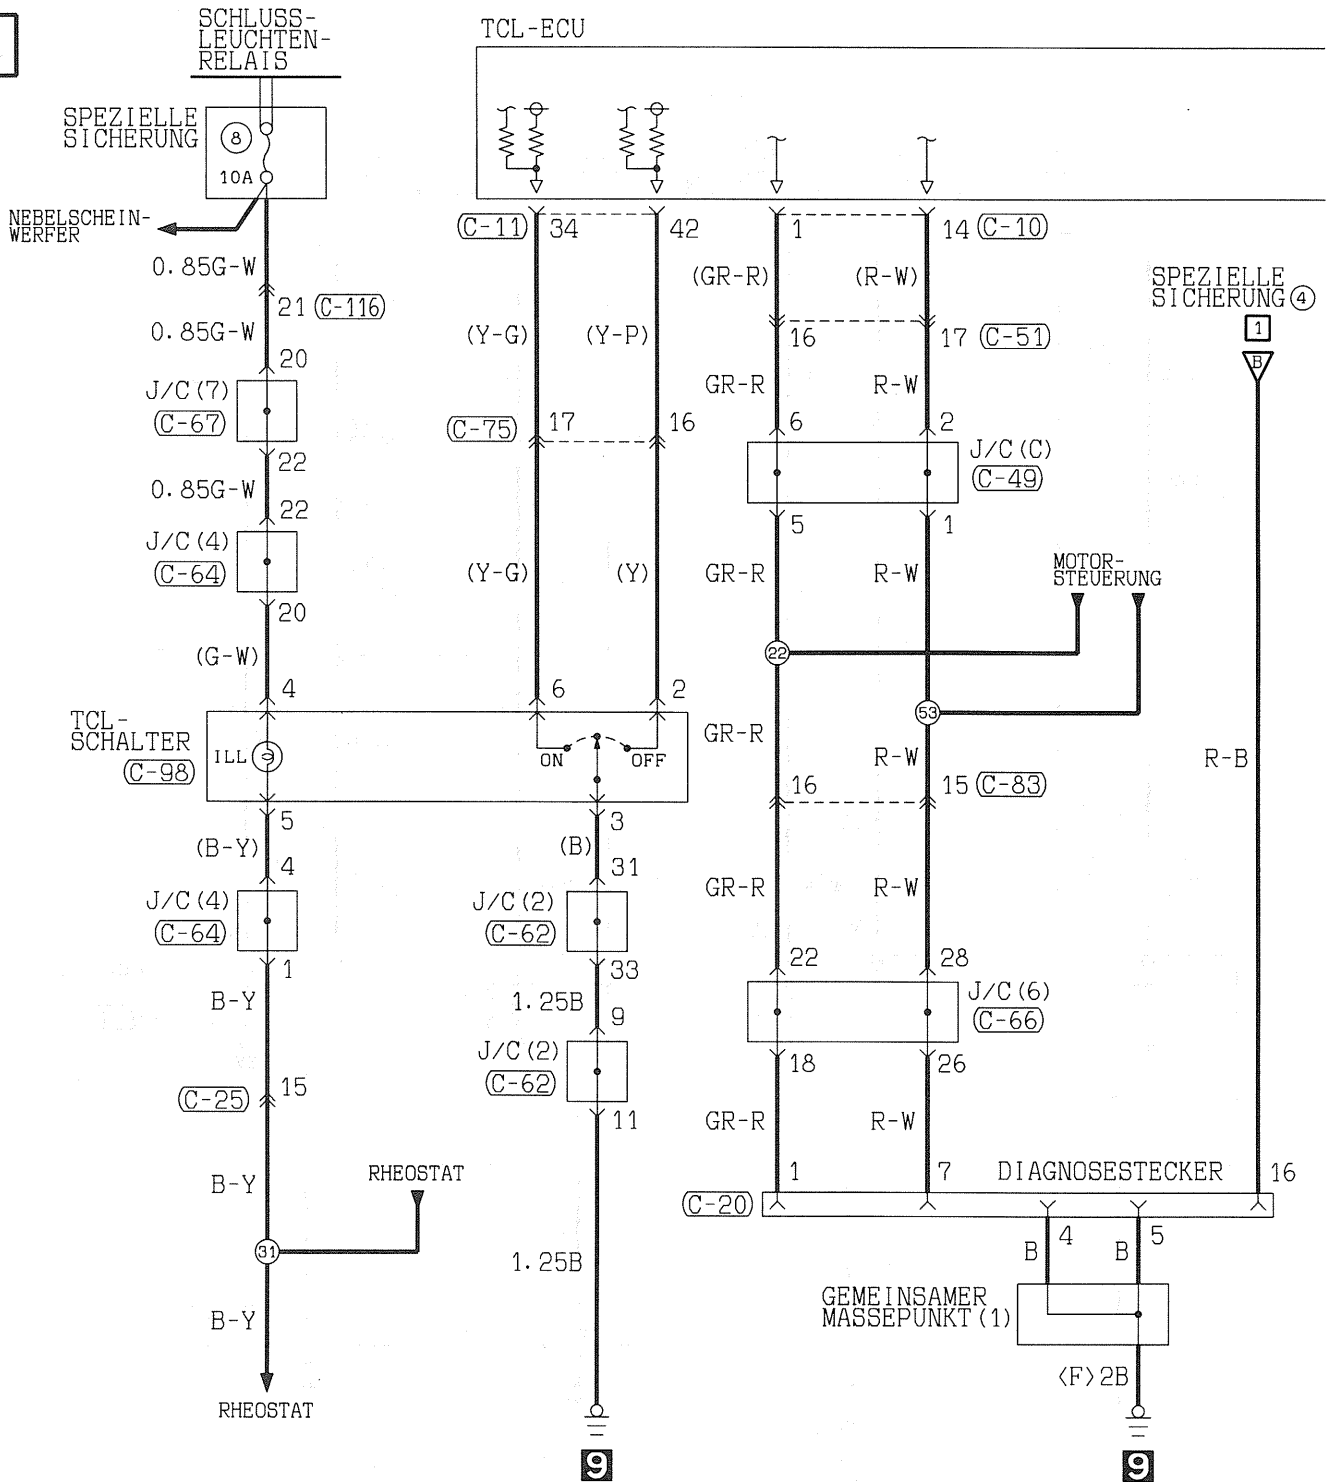 SCHLUSS-
LEUCHTEN-
RELAIS
TCL-ECU
SPEZIELLE
SICHERUNG
8
10A
NEBELSCHEIN-
WERFER
C-11 34 42 1 14 C-10
0.85G-W
(GR-R) (R-W)
SPEZIELLE
SICHERUNG 4
21 C-116
1
0.85G-W
(Y-G) (Y-P)
16 17 C-51
B
20
J/C(7)
C-67
GR-R R-W
C-75 17 16
6 2
J/C(C)
C-49
22
0.85G-W
22
5 1
J/C(4)
C-64
(Y-G) (Y) GR-R R-W
MOTOR-
STEUERUNG
20
(G-W)
22
4 6 2
53
TCL-
SCHALTER
C-98
ILL
ON OFF
GR-R
R-W
R-B
16 15 C-83
5 3
(B-Y) (B)
4 31
GR-R R-W
J/C(4)
C-64
J/C(2)
C-62
1 33
22 28
B-Y
1.25B
9
J/C(6)
C-66
J/C(2)
C-62
18 26
C-25 15
11
GR-R R-W
B-Y
RHEOSTAT
1 7 DIAGNOSESTECKER 16
C-20
31
4 5
B B
1.25B
GEMEINSAMER
MASSEPUNKT(1)
B-Y
<F>2B
RHEOSTAT
9 9